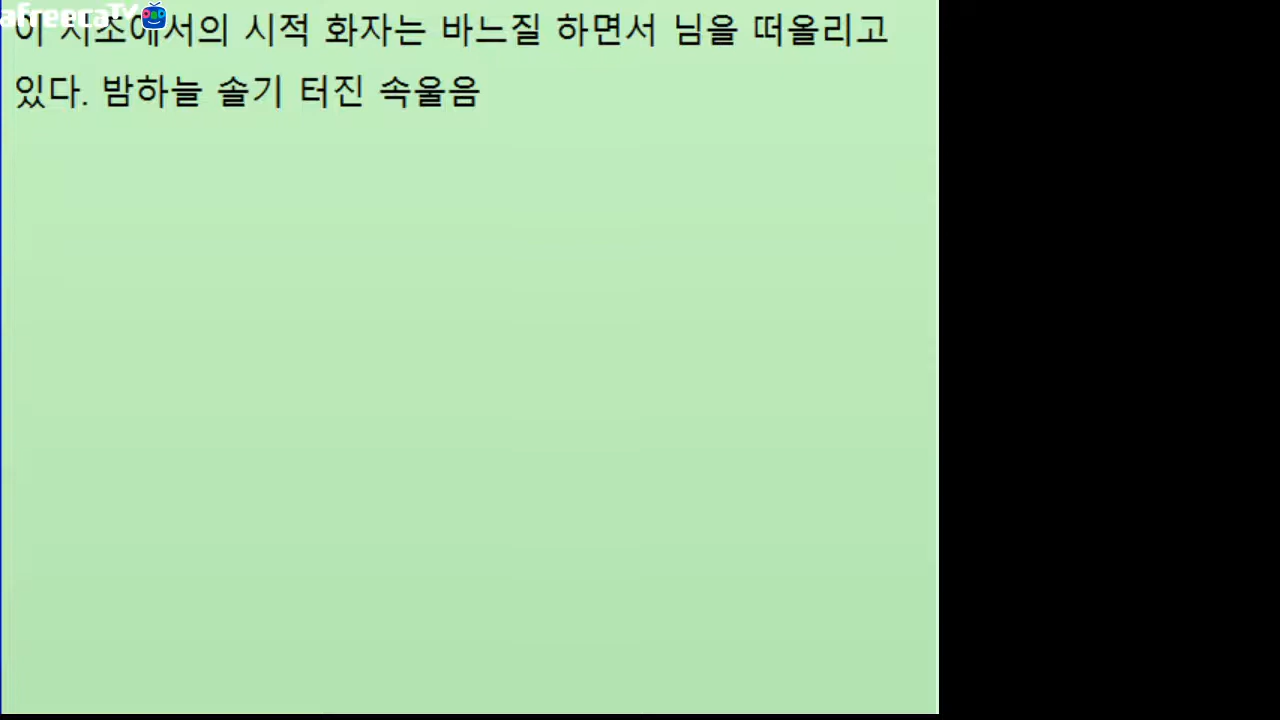 afreecaTV
이 시조에서의 시적 화자는 바느질 하면서 님을 떠올리고
있다. 밤하늘 솔기 터진 속울음